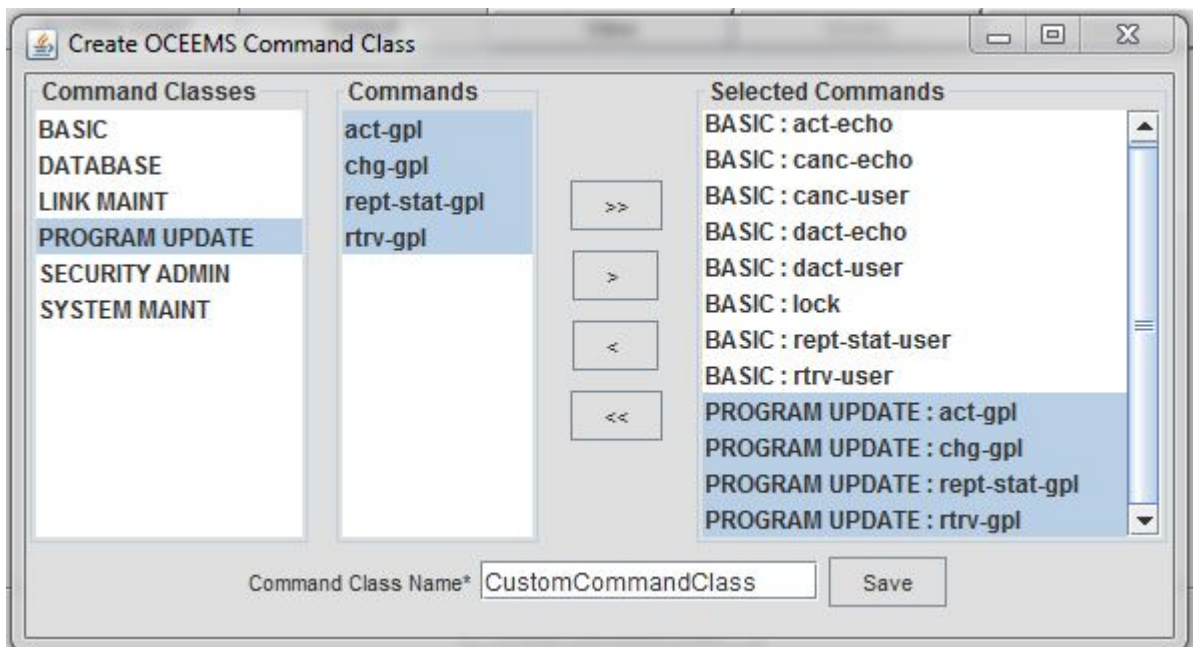 Create OCEEMS Command Class
Command Classes
BASIC
DATABASE
LINK MAINT
PROGRAM UPDATE
SECURITY ADMIN
SYSTEM MAINT
Commands
act-gpl
chg-gpl
rept-stat-gpl
rtrv-gpl
>>
>
<
<<
Selected Commands
BASIC : act-echo
BASIC : canc-echo
BASIC : canc-user
BASIC : dact-echo
BASIC : dact-user
BASIC : lock
BASIC : rept-stat-user
BASIC : rtrv-user
PROGRAM UPDATE : act-gpl
PROGRAM UPDATE : chg-gpl
PROGRAM UPDATE : rept-stat-gpl
PROGRAM UPDATE : rtrv-gpl
Command Class Name* CustomCommandClass Save